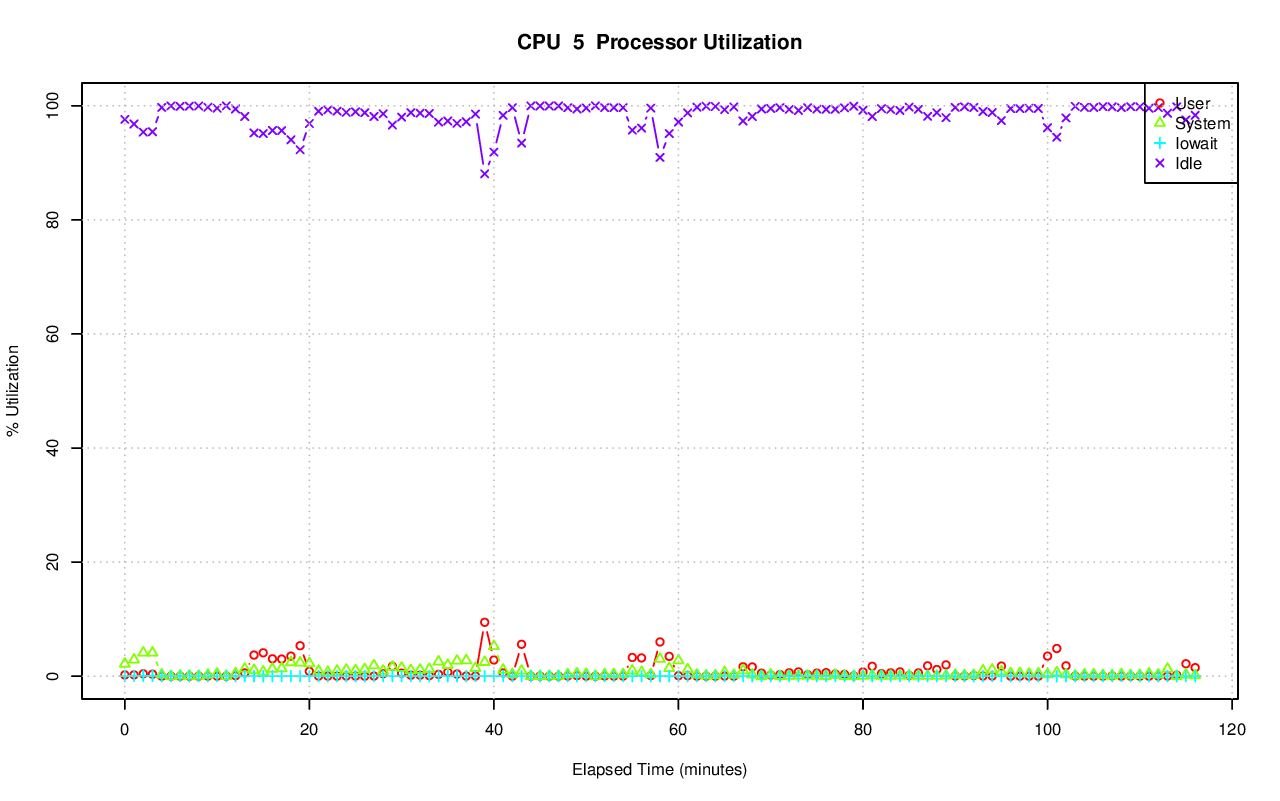 CPU  5  Processor Utilization
% Utilization
100
80
60
40
20
0
User
System
Iowait
Idle
0 20 40 60 80 100 120
Elapsed Time (minutes)